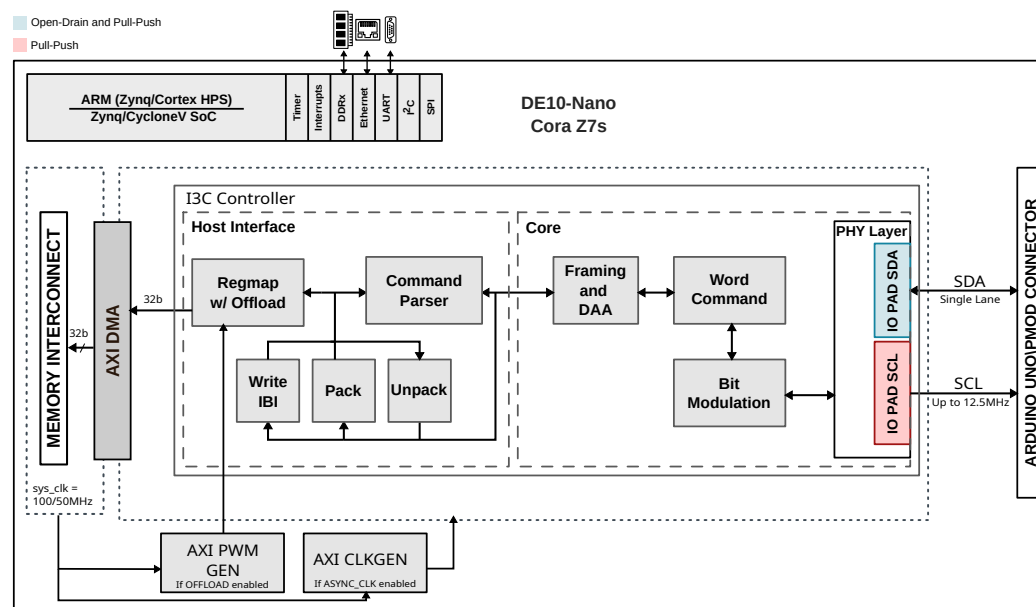 Open-Drain and Pull-Push
Pull-Push
ARM (Zynq/Cortex HPS)
Zynq/CycloneV SoC
Timer
Interrupts
DDRx
Ethernet
UART
I²C
SPI
DE10-Nano
Cora Z7s
I3C Controller
Host Interface
Core
PHY Layer
MEMORY INTERCONNECT
32b
AXI DMA
32b
Regmap
w/ Offload
Command
Parser
Write
IBI
Pack
Unpack
Framing
and
DAA
Word
Command
Bit
Modulation
IO PAD SDA
IO PAD SCL
SDA
Single Lane
SCL
Up to 12.5MHz
ARDUINO UNO\PMOD CONNECTOR
sys_clk =
100/50MHz
AXI PWM
GEN
If OFFLOAD enabled
AXI CLKGEN
If ASYNC_CLK enabled